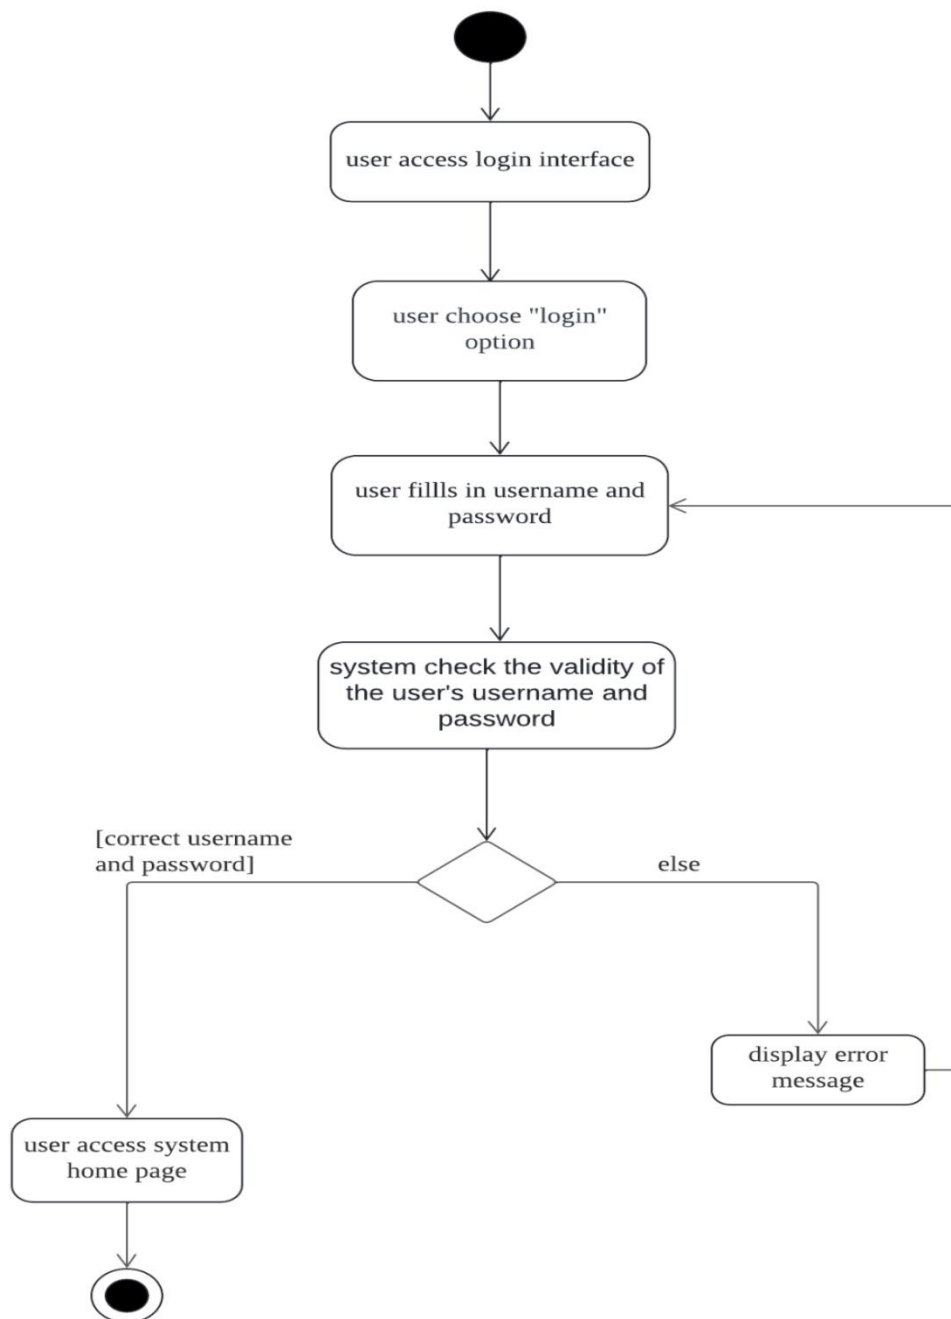 user access login interface
user choose "login"
option
user fillls in username and
password
system check the validity of
the user's username and
password
[correct username
and password]
else
display error
message
user access system
home page